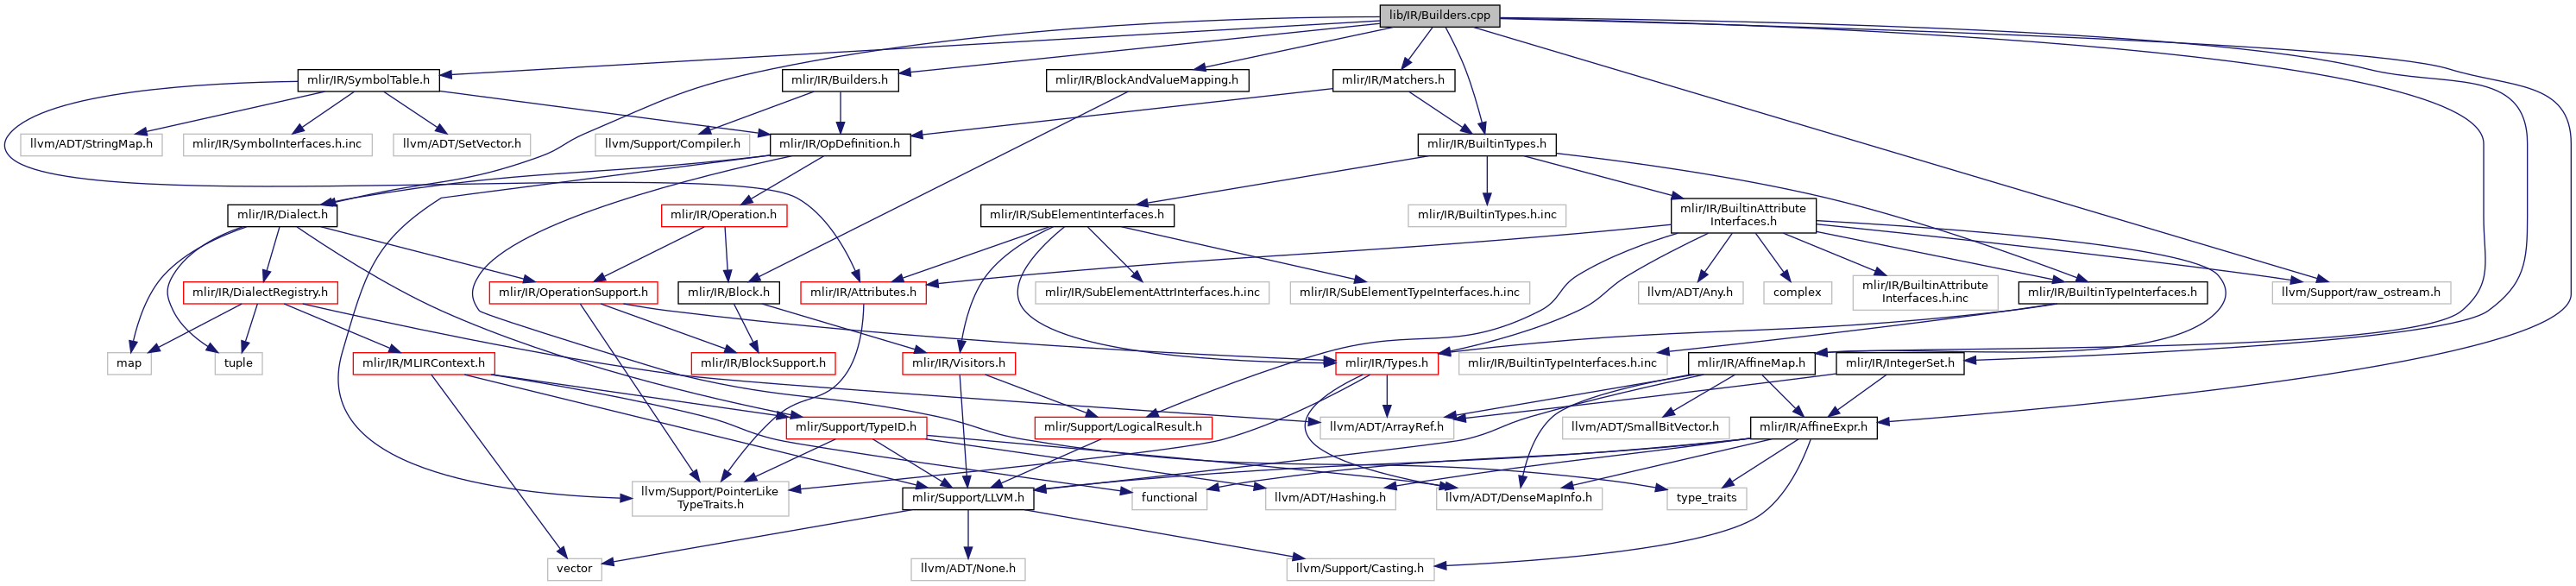 lib/IR/Builders.cpp
mlir/IR/SymbolTable.h
mlir/IR/Builders.h
mlir/IR/BlockAndValueMapping.h
mlir/IR/Matchers.h
llvm/ADT/StringMap.h
mlir/IR/SymbolInterfaces.h.inc
llvm/ADT/SetVector.h
llvm/Support/Compiler.h
mlir/IR/OpDefinition.h
mlir/IR/BuiltinTypes.h
mlir/IR/Dialect.h
mlir/IR/Operation.h
mlir/IR/SubElementInterfaces.h
mlir/IR/BuiltinTypes.h.inc
mlir/IR/BuiltinAttribute
Interfaces.h
mlir/IR/DialectRegistry.h
mlir/IR/OperationSupport.h
mlir/IR/Block.h
mlir/IR/Attributes.h
mlir/IR/SubElementAttrInterfaces.h.inc
mlir/IR/SubElementTypeInterfaces.h.inc
llvm/ADT/Any.h
complex
mlir/IR/BuiltinAttribute
Interfaces.h.inc
mlir/IR/BuiltinTypeInterfaces.h
llvm/Support/raw_ostream.h
map
tuple
mlir/IR/MLIRContext.h
mlir/IR/BlockSupport.h
mlir/IR/Visitors.h
mlir/IR/Types.h
mlir/IR/BuiltinTypeInterfaces.h.inc
mlir/IR/AffineMap.h
mlir/IR/IntegerSet.h
mlir/Support/TypeID.h
mlir/Support/LogicalResult.h
llvm/ADT/ArrayRef.h
llvm/ADT/SmallBitVector.h
mlir/IR/AffineExpr.h
llvm/Support/PointerLike
TypeTraits.h
mlir/Support/LLVM.h
functional
llvm/ADT/Hashing.h
llvm/ADT/DenseMapInfo.h
type_traits
vector
llvm/ADT/None.h
llvm/Support/Casting.h